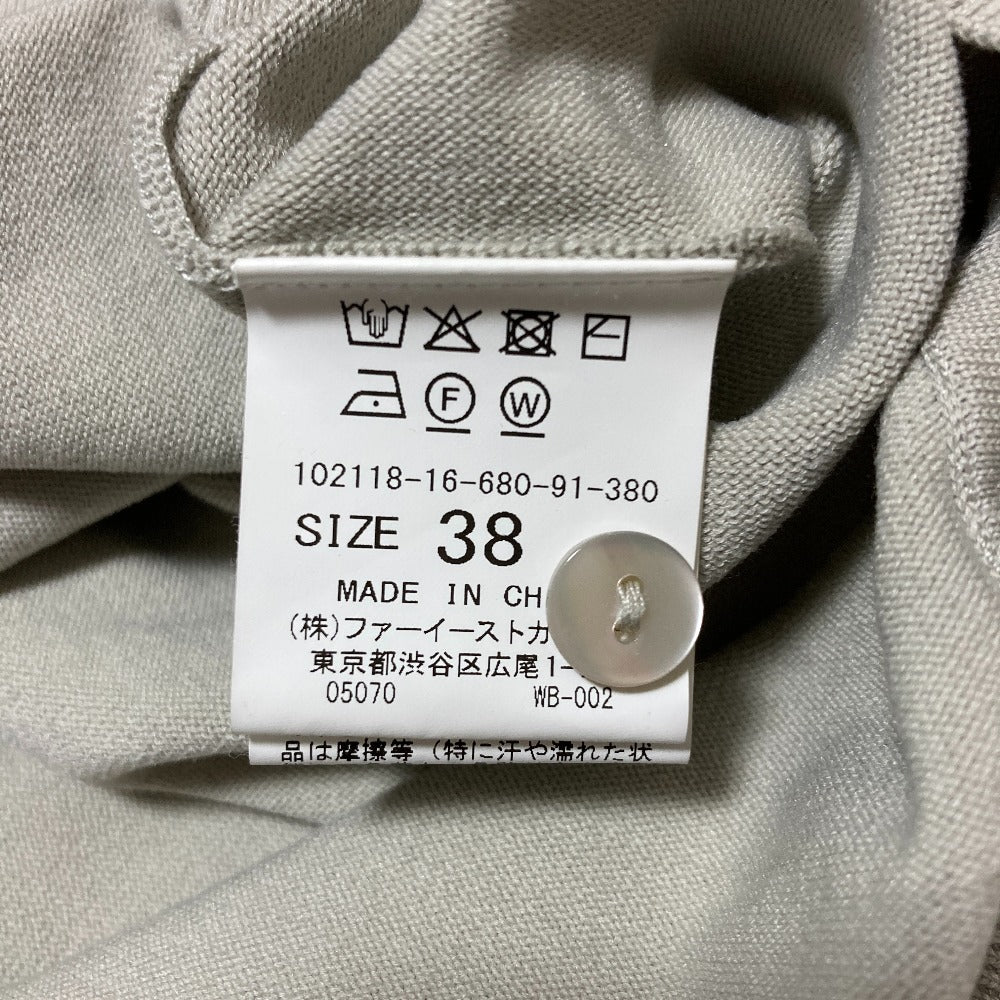 F W
102118-16-680-91-380
SIZE 38
MADE IN CH
(株)ファーイーストカ
東京都渋谷区広尾1-
05070 WB-002
品は摩擦等(特に汗や濡れた状